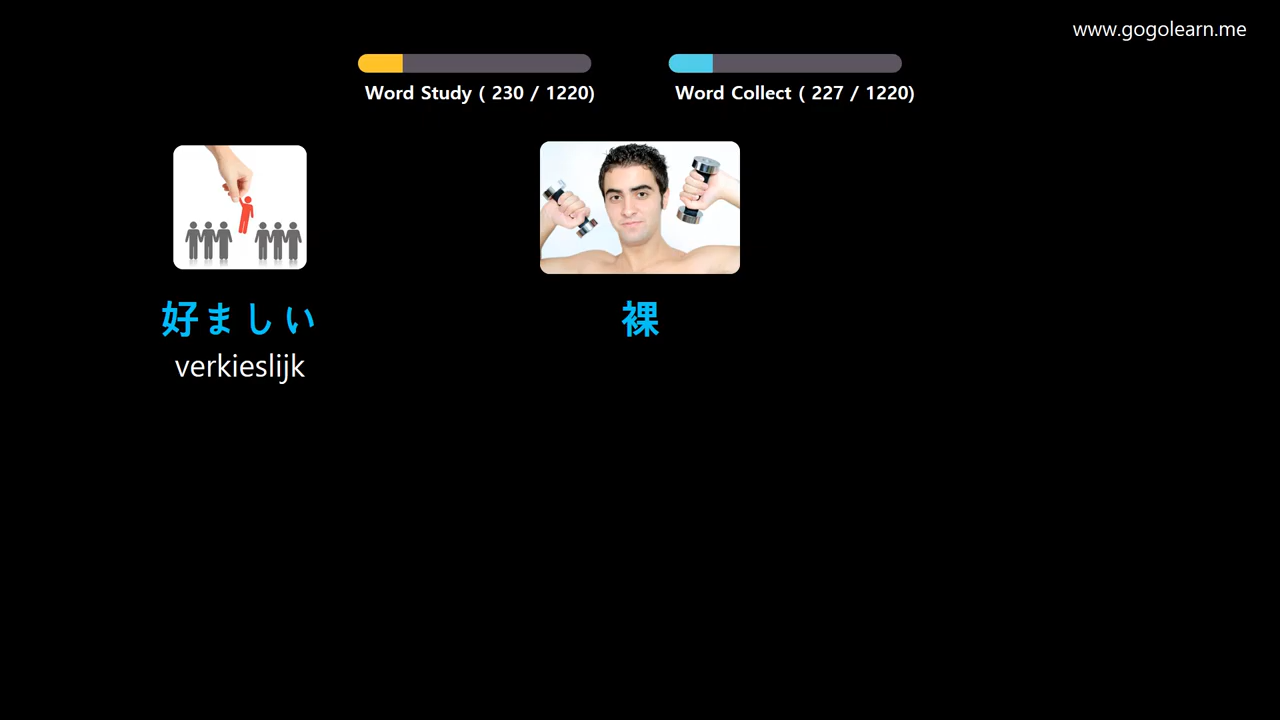 www.gogolearn.me
Word Study ( 230 / 1220)
Word Collect ( 227 / 1220)
好ましい
verkieslijk
裸